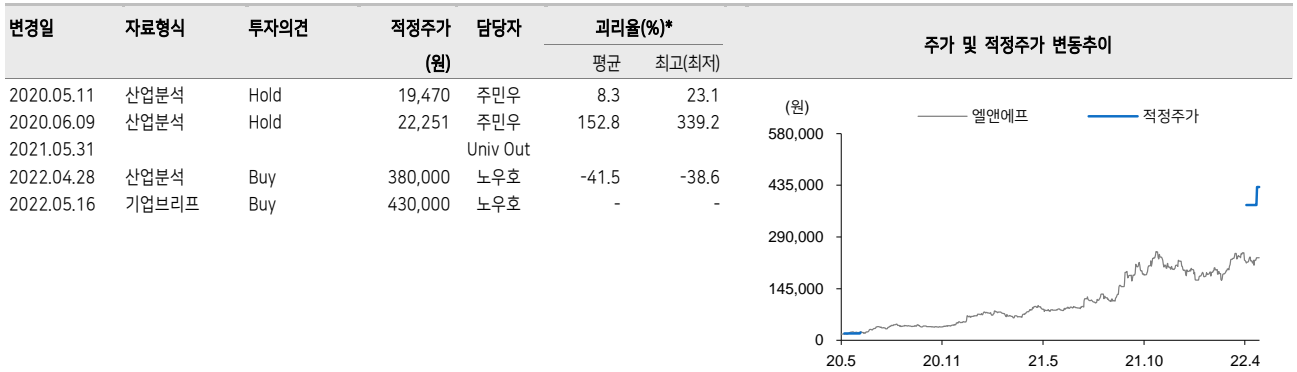 변경일 자료형식 투자의견 적정주가 담당자 괴리율(%)* 주가 및 적정주가 변동추이
(원) 평균 최고(최저)
2020.05.11 산업분석 Hold 19,470 주민우 8.3 23.1
2020.06.09 산업분석 Hold 22,251 주민우 152.8 339.2
2021.05.31 Univ Out
2022.04.28 산업분석 Buy 380,000 노우호 -41.5 -38.6
2022.05.16 기업브리프 Buy 430,000 노우호 - -
(원) 엘앤에프 적정주가
580,000
435,000
290,000
145,000
0
20.5 20.11 21.5 21.10 22.4